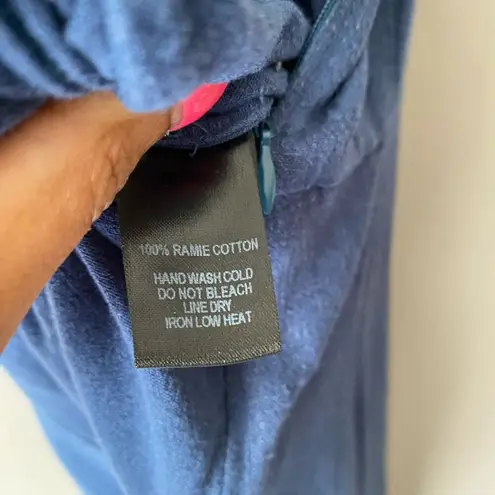 100% RAMIE COTTON
HAND WASH COLD
DO NOT BLEACH
LINE DRY
IRON LOW HEAT